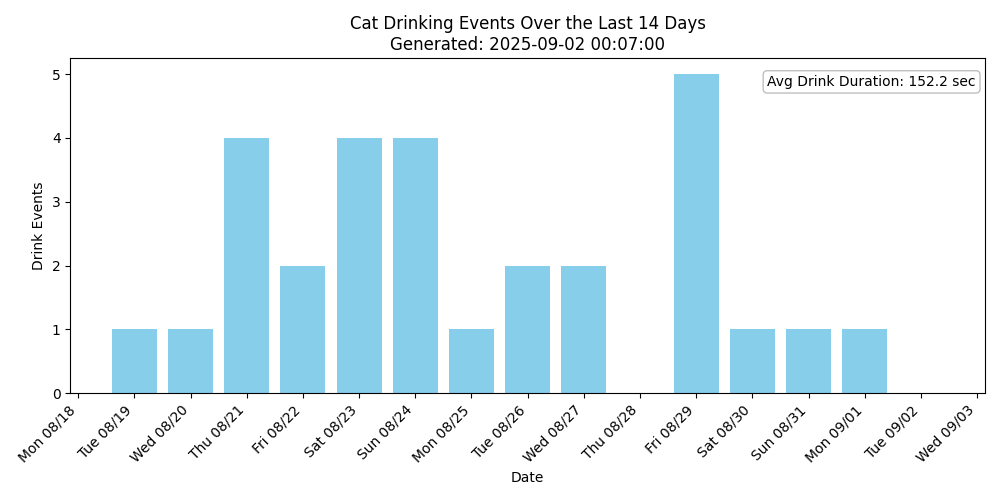 Cat Drinking Events Over the Last 14 Days
Generated: 2025-09-02 00:07:00
Avg Drink Duration: 152.2 sec
Drink Events
5
4
3
2
1
0
Mon 08/18
Tue 08/19
Wed 08/20
Thu 08/21
Fri 08/22
Sat 08/23
Sun 08/24
Mon 08/25
Tue 08/26
Wed 08/27
Thu 08/28
Fri 08/29
Sat 08/30
Sun 08/31
Mon 09/01
Tue 09/02
Wed 09/03
Date